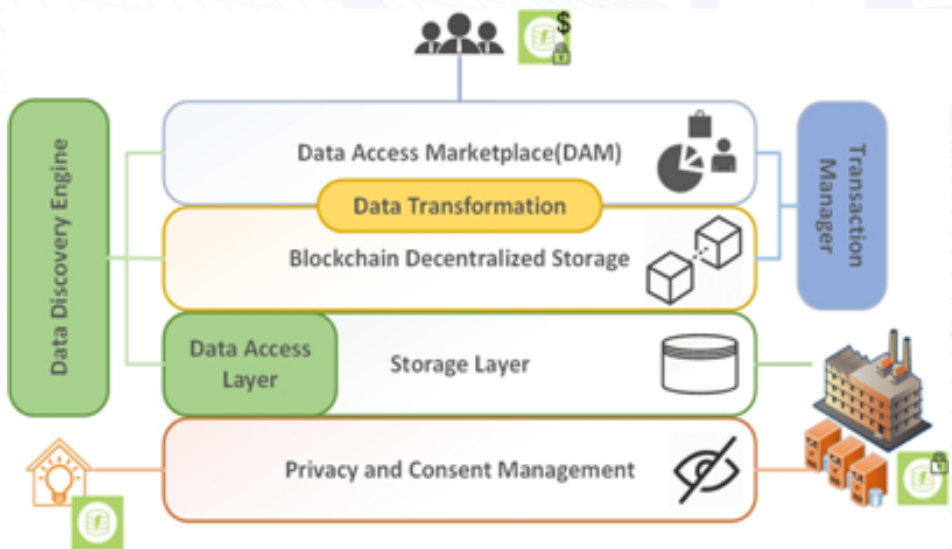 $
Data Discovery Engine
Data Access Marketplace(DAM)
Transaction
Manager
Data Transformation
Blockchain Decentralized Storage
Data Access
Layer
Storage Layer
Privacy and Consent Management